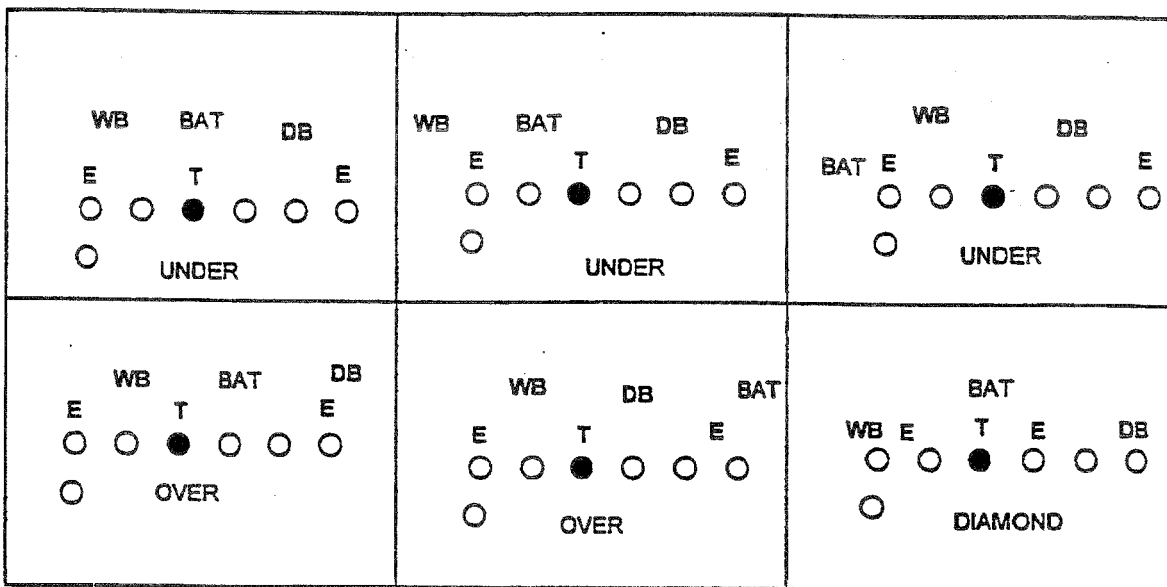 WB BAT DB
E T E
UNDER
WB BAT DB
E T E
UNDER
WB DB
BAT E T E
UNDER
WB BAT DB
E T E
OVER
WB DB BAT
E T E
OVER
BAT
WB E T E DB
DIAMOND